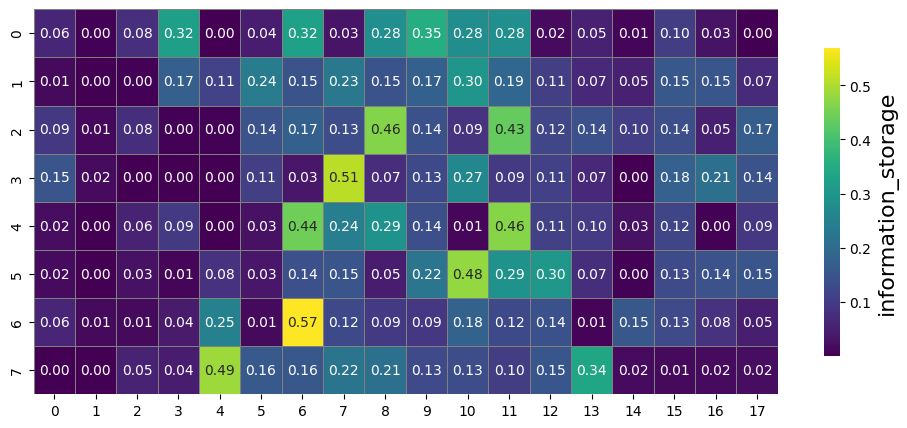 0 0.06 0.00 0.08 0.32 0.00 0.04 0.32 0.03 0.28 0.35 0.28 0.28 0.02 0.05 0.01 0.10 0.03 0.00
1 0.01 0.00 0.00 0.17 0.11 0.24 0.15 0.23 0.15 0.17 0.30 0.19 0.11 0.07 0.05 0.15 0.15 0.07
2 0.09 0.01 0.08 0.00 0.00 0.14 0.17 0.13 0.46 0.14 0.09 0.43 0.12 0.14 0.10 0.14 0.05 0.17
3 0.15 0.02 0.00 0.00 0.00 0.11 0.03 0.51 0.07 0.13 0.27 0.09 0.11 0.07 0.00 0.18 0.21 0.14
4 0.02 0.00 0.06 0.09 0.00 0.03 0.44 0.24 0.29 0.14 0.01 0.46 0.11 0.10 0.03 0.12 0.00 0.09
5 0.02 0.00 0.03 0.01 0.08 0.03 0.14 0.15 0.05 0.22 0.48 0.29 0.30 0.07 0.00 0.13 0.14 0.15
6 0.06 0.01 0.01 0.04 0.25 0.01 0.57 0.12 0.09 0.09 0.18 0.12 0.14 0.01 0.15 0.13 0.08 0.05
7 0.00 0.00 0.05 0.04 0.49 0.16 0.16 0.22 0.21 0.13 0.13 0.10 0.15 0.34 0.02 0.01 0.02 0.02
0 1 2 3 4 5 6 7 8 9 10 11 12 13 14 15 16 17
0.5
0.4
0.3
0.2
0.1
information_storage